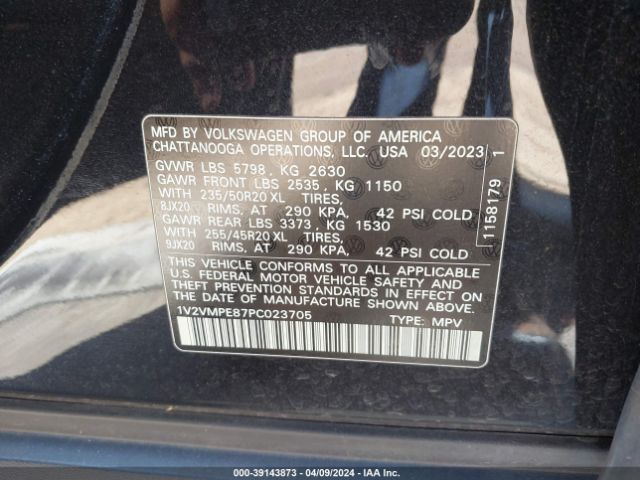 MFD BY VOLKSWAGEN GROUP OF AMERICA
CHATTANOOGA OPERATIONS, LLC. USA 03/2023
GVWR LBS 5798 , KG 2630
GAWR FRONT LBS 2535 , KG 1150
WITH 235/50R20 XL TIRES,
8JX20 RIMS, AT 290 KPA, 42 PSI COLD
GAWR REAR LBS 3373 , KG 1530
WITH 255/45R20 XL TIRES,
9JX20 RIMS, AT 290 KPA, 42 PSI COLD
THIS VEHICLE CONFORMS TO ALL APPLICABLE
U.S. FEDERAL MOTOR VEHICLE SAFETY AND
THEFT PREVENTION STANDARDS IN EFFECT ON
THE DATE OF MANUFACTURE SHOWN ABOVE.
1V2VMPE87PC023705 TYPE: MPV
1158179 1
000-39143873 / 04/09/2024 / IAA Inc.